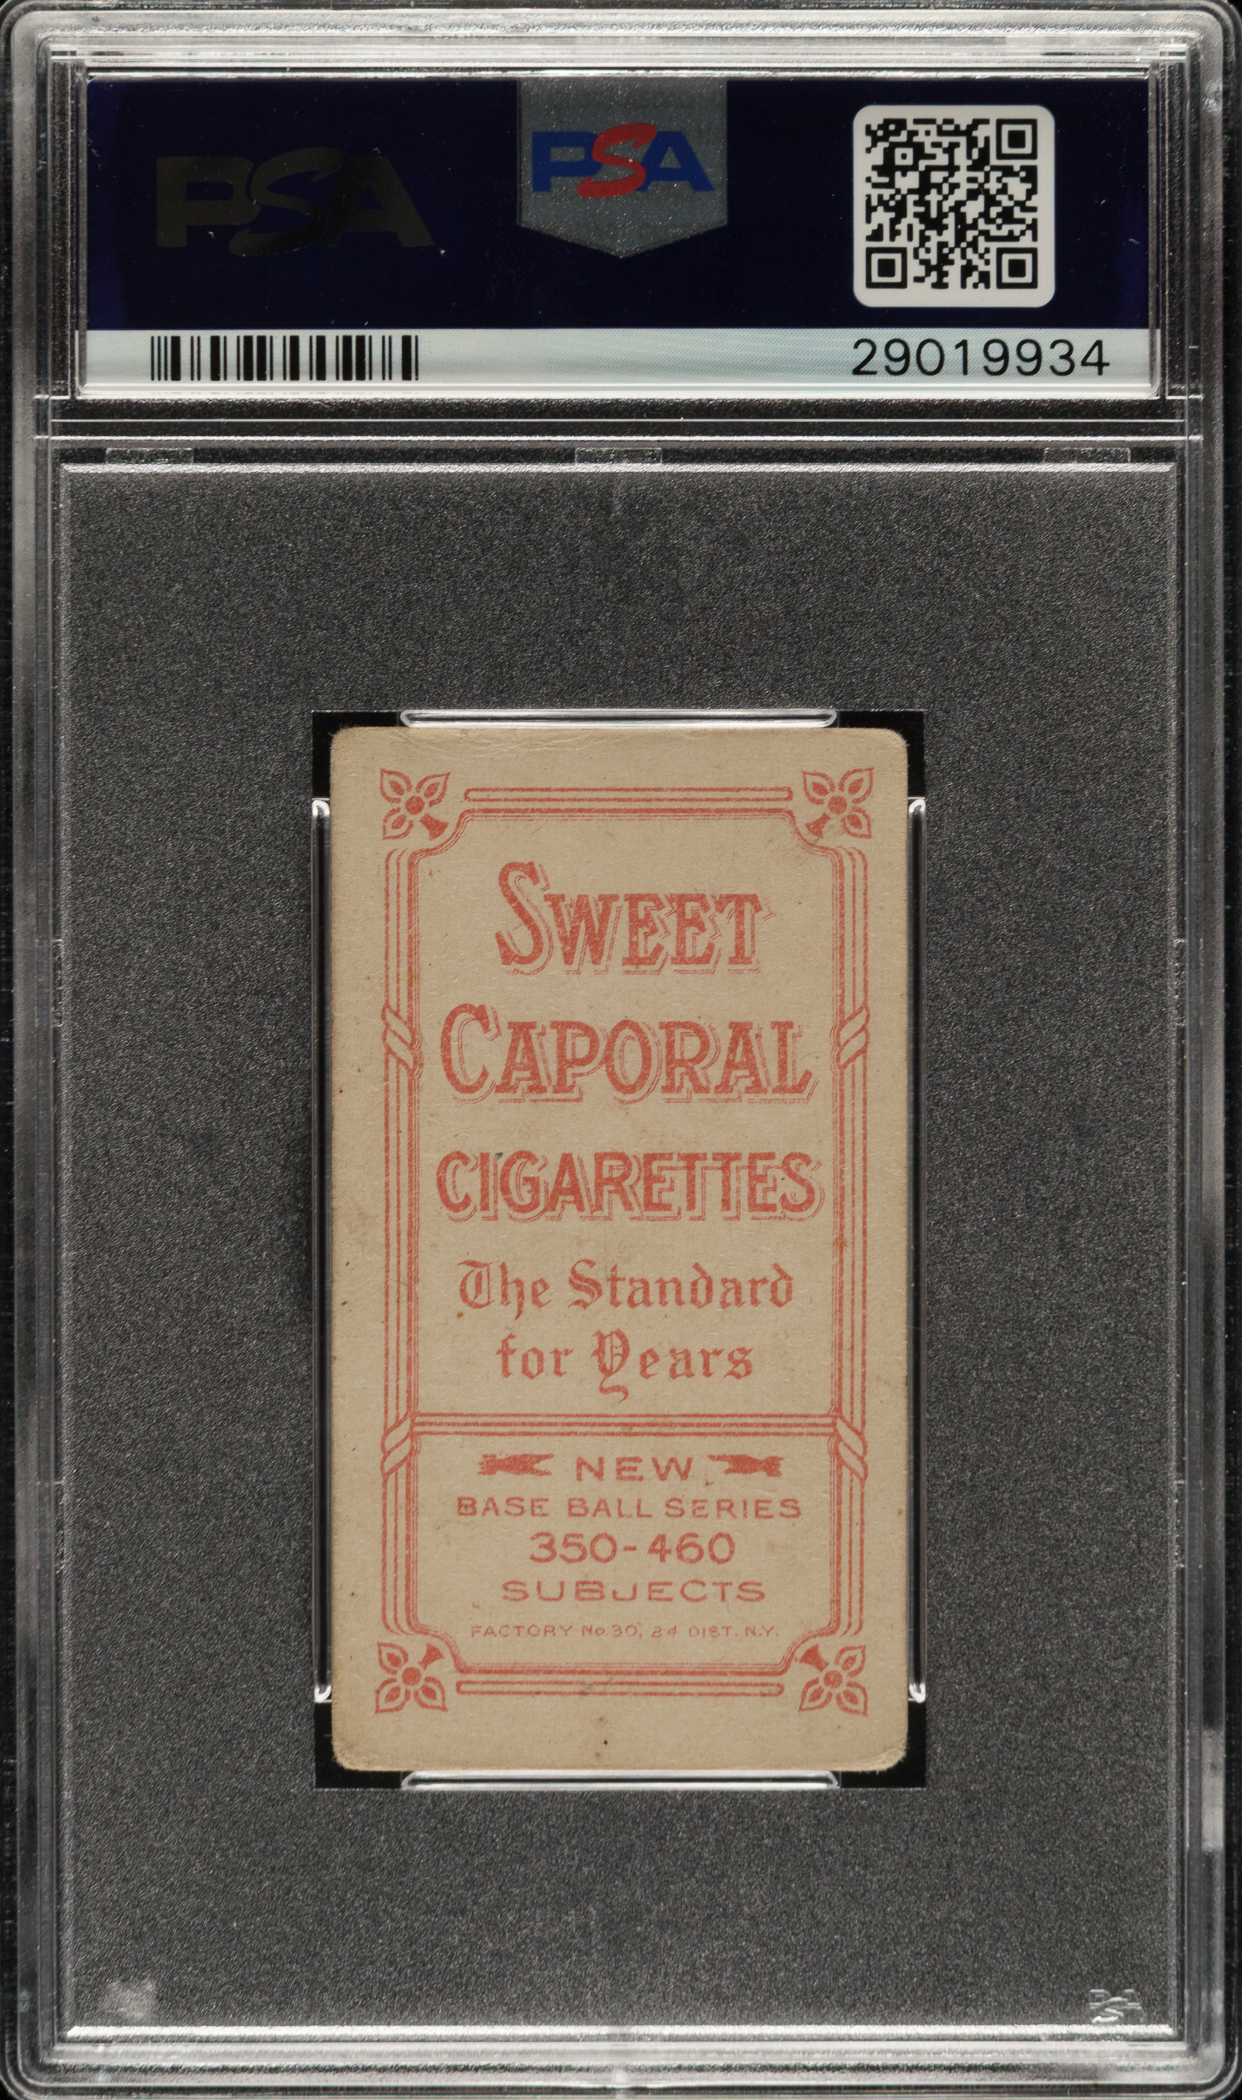 PSA
PSA
29019934
SWEET
CAPORAL
CIGARETTES
The Standard
for Years
NEW
BASE BALL SERIES
350-460
SUBJECTS
FACTORY No. 30, 2d DIST. N.Y.
PSA